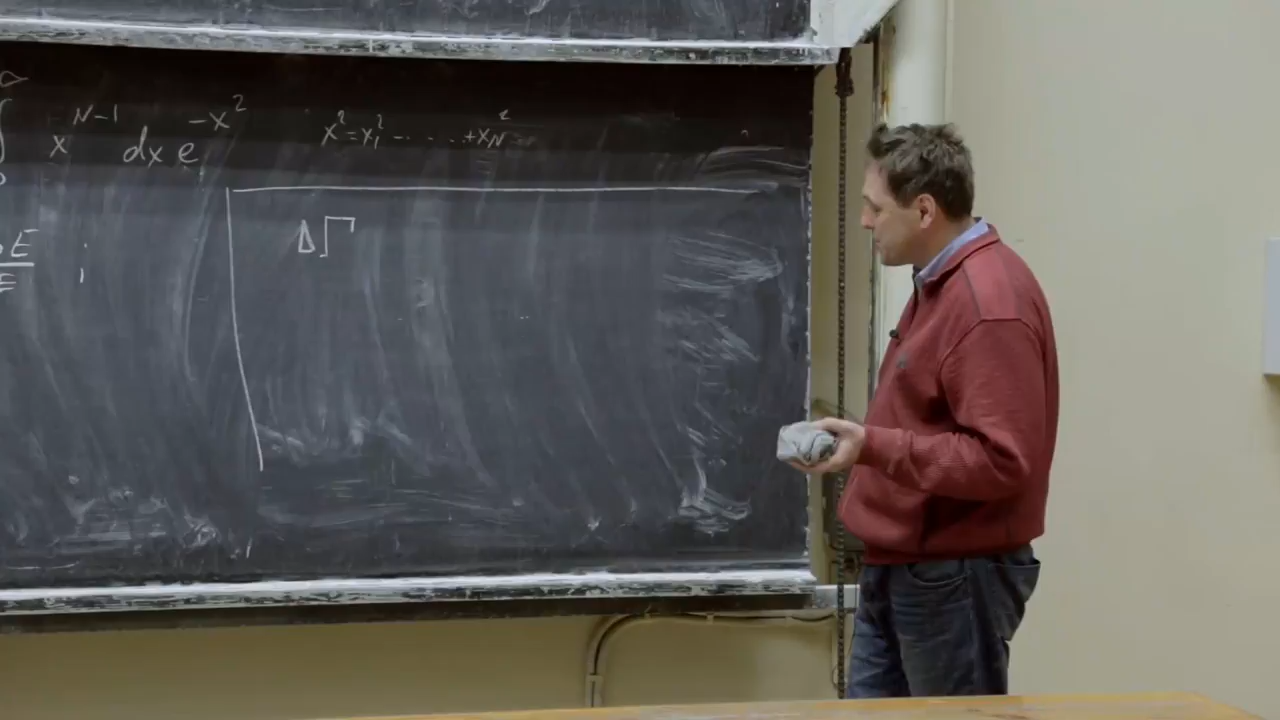 ∫ x^{N-1} dx e^{-x^2}   x^2 = x_1^2 - .... + x_N^2
E ;
ΔΓ